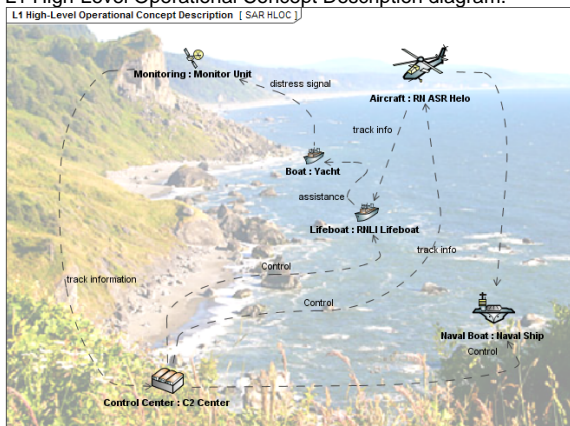 L1 High-Level Operational Concept Description diagram.
L1 High-Level Operational Concept Description [ SAR HLOC ]
Monitoring : Monitor Unit
distress signal
Aircraft : RN ASR Helo
track info
Boat : Yacht
assistance
Lifeboat : RNLI Lifeboat
track info
Control
track information
Control
Naval Boat : Naval Ship
Control
Control Center : C2 Center